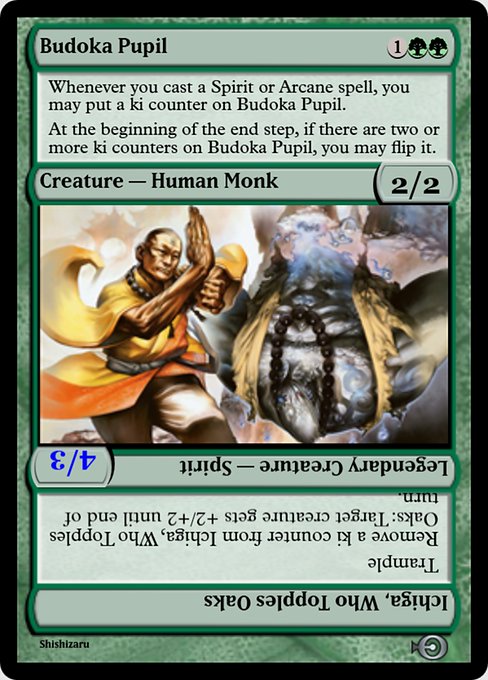 Budoka Pupil
1
Whenever you cast a Spirit or Arcane spell, you
may put a ki counter on Budoka Pupil.
At the beginning of the end step, if there are two or
more ki counters on Budoka Pupil, you may flip it.
Creature — Human Monk
2/2
Ichiga, Who Topples Oaks
Trample
Remove a ki counter from Ichiga, Who Topples
Oaks: Target creature gets +2/+2 until end of
turn.
Legendary Creature — Spirit
4/3
Shishizaru